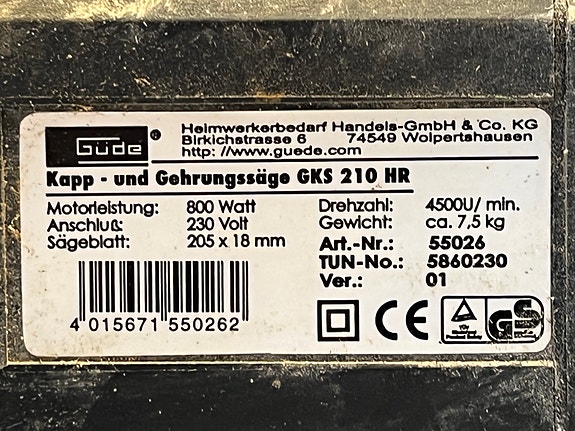 Güde®
Heimwerkerbedarf Handels-GmbH & Co. KG
Birkichstrasse 6 74549 Wolpertshausen
http://www.guede.com
Kapp - und Gehrungssäge GKS 210 HR
Motorleistung: 800 Watt
Anschluß: 230 Volt
Sägeblatt: 205 x 18 mm
Drehzahl: 4500U/ min.
Gewicht: ca. 7,5 kg
Art.-Nr.: 55026
TUN-No.: 5860230
Ver.: 01
4 015671 550262
CE
TÜV
GS